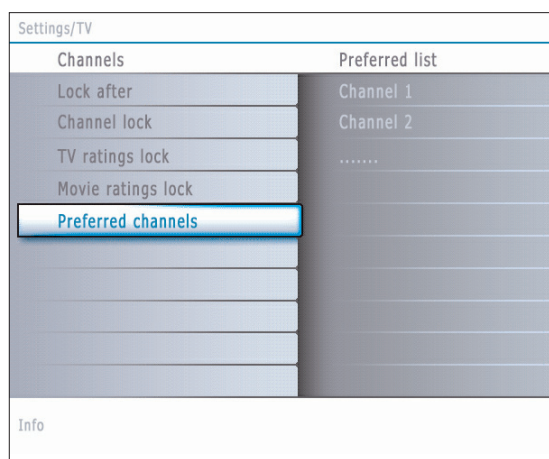 Settings/TV
Channels
Preferred list
Lock after
Channel 1
Channel lock
Channel 2
TV ratings lock
.......
Movie ratings lock
Preferred channels
Info